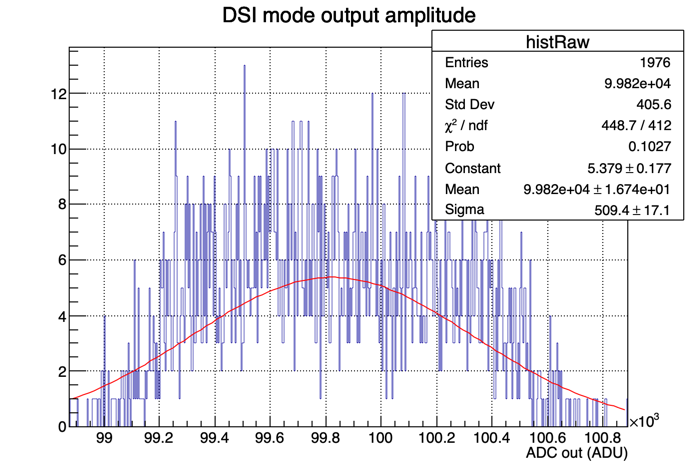 DSI mode output amplitude
histRaw
Entries 1976
Mean 9.982e+04
Std Dev 405.6
χ² / ndf 448.7 / 412
Prob 0.1027
Constant 5.379 ± 0.177
Mean 9.982e+04 ± 1.674e+01
Sigma 509.4 ± 17.1
12
10
8
6
4
2
0
99 99.2 99.4 99.6 99.8 100 100.2 100.4 100.6 100.8
×10³
ADC out (ADU)